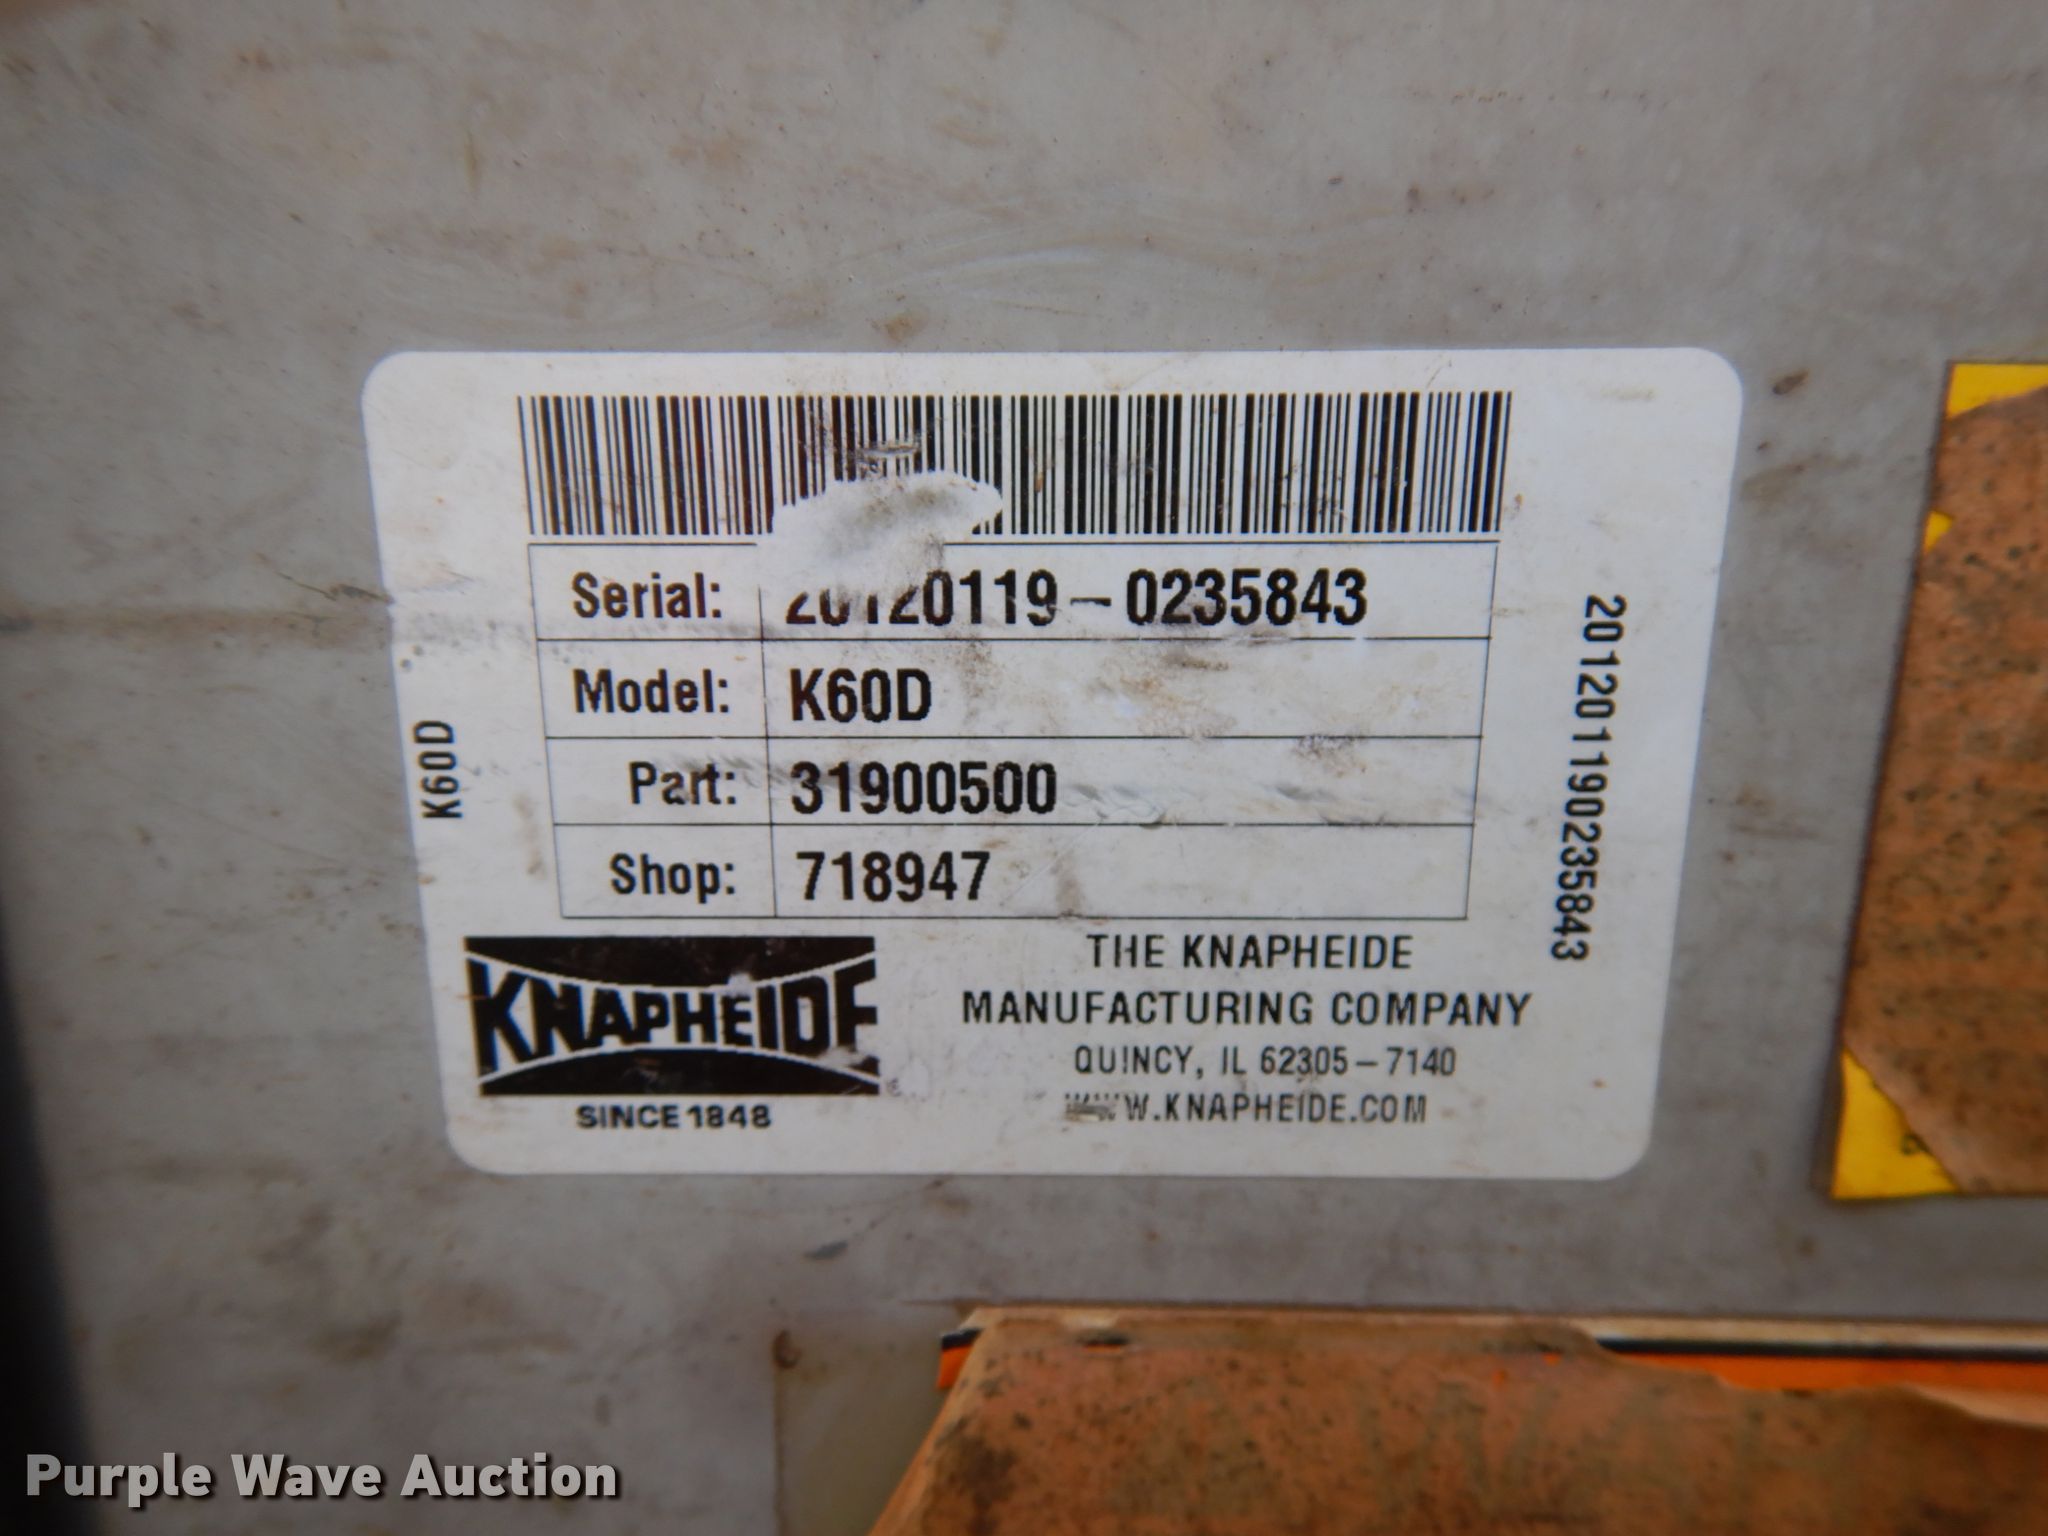 Serial: 20120119-0235843
Model: K60D
Part: 31900500
Shop: 718947
K60D
201201190235843
KNAPHEIDE
SINCE 1848
THE KNAPHEIDE
MANUFACTURING COMPANY
QUINCY, IL 62305-7140
WWW.KNAPHEIDE.COM
Purple Wave Auction